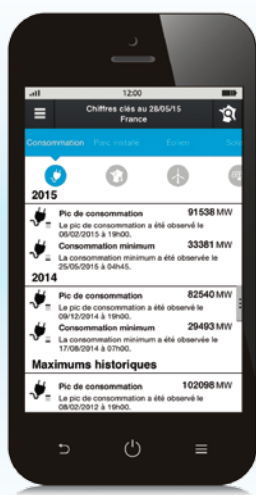 12:00
Chiffres clés au 28/05/15
France
Consommation Parc installé Éolien
2015
Pic de consommation 91538 MW
Le pic de consommation a été observé le
06/02/2015 à 19h00.
Consommation minimum 33381 MW
La consommation minimum a été observée le
25/05/2015 à 04h45.
2014
Pic de consommation 82540 MW
Le pic de consommation a été observé le
09/12/2014 à 19h00.
Consommation minimum 29493 MW
La consommation minimum a été observée le
17/08/2014 à 07h00.
Maximums historiques
Pic de consommation 102098 MW
Le pic de consommation a été observé le
08/02/2012 à 19h00.